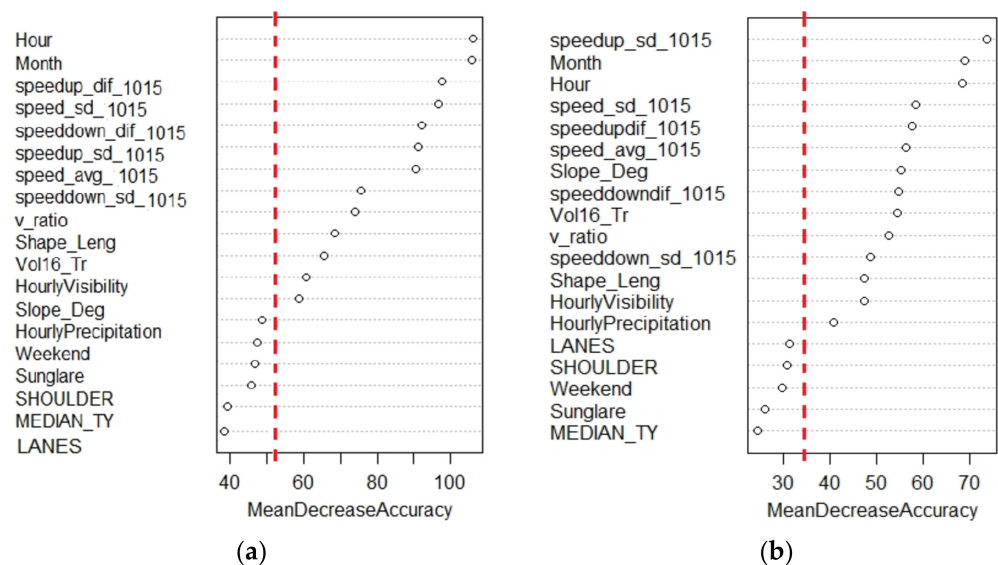 Hour
Month
speedup_dif_1015
speed_sd_1015
speeddown_dif_1015
speedup_sd_1015
speed_avg_1015
speeddown_sd_1015
v_ratio
Shape_Leng
Vol16_Tr
HourlyVisibility
Slope_Deg
HourlyPrecipitation
Weekend
Sunglare
SHOULDER
MEDIAN_TY
LANES
40 60 80 100
MeanDecreaseAccuracy
(a)
speedup_sd_1015
Month
Hour
speed_sd_1015
speedupdif_1015
speed_avg_1015
Slope_Deg
speeddowndif_1015
Vol16_Tr
v_ratio
speeddown_sd_1015
Shape_Leng
HourlyVisibility
HourlyPrecipitation
LANES
SHOULDER
Weekend
Sunglare
MEDIAN_TY
30 40 50 60 70
MeanDecreaseAccuracy
(b)